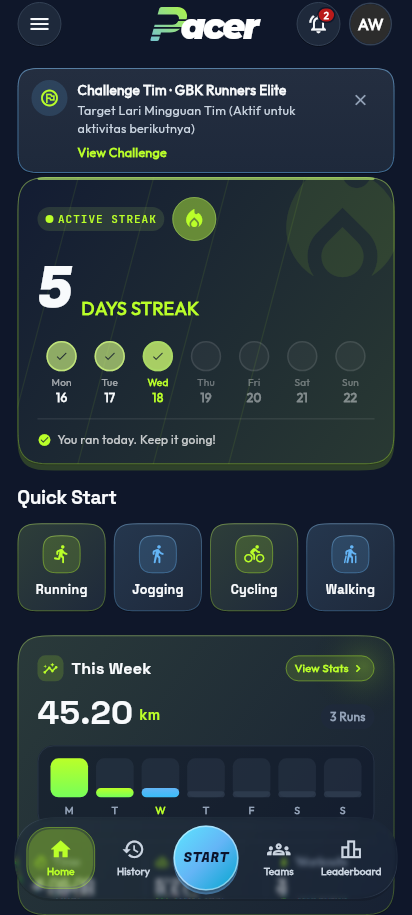 Pacer
2
AW
Challenge Tim · GBK Runners Elite
Target Lari Mingguan Tim (Aktif untuk
aktivitas berikutnya)
View Challenge
ACTIVE STREAK
5 DAYS STREAK
Mon Tue Wed Thu Fri Sat Sun
16 17 18 19 20 21 22
You ran today. Keep it going!
Quick Start
Running Jogging Cycling Walking
This Week
View Stats
45.20 km
3 Runs
M T W T F S S
Home History START Teams Leaderboard